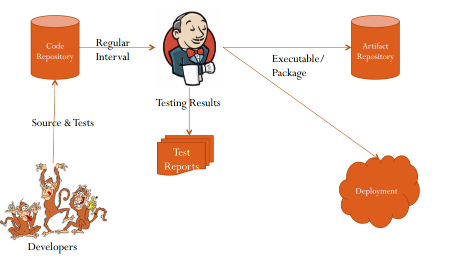 Code
Repository
Regular
Interval
Artifact
Repository
Executable/
Package
Testing Results
Source & Tests
Test
Reports
Deployment
Developers